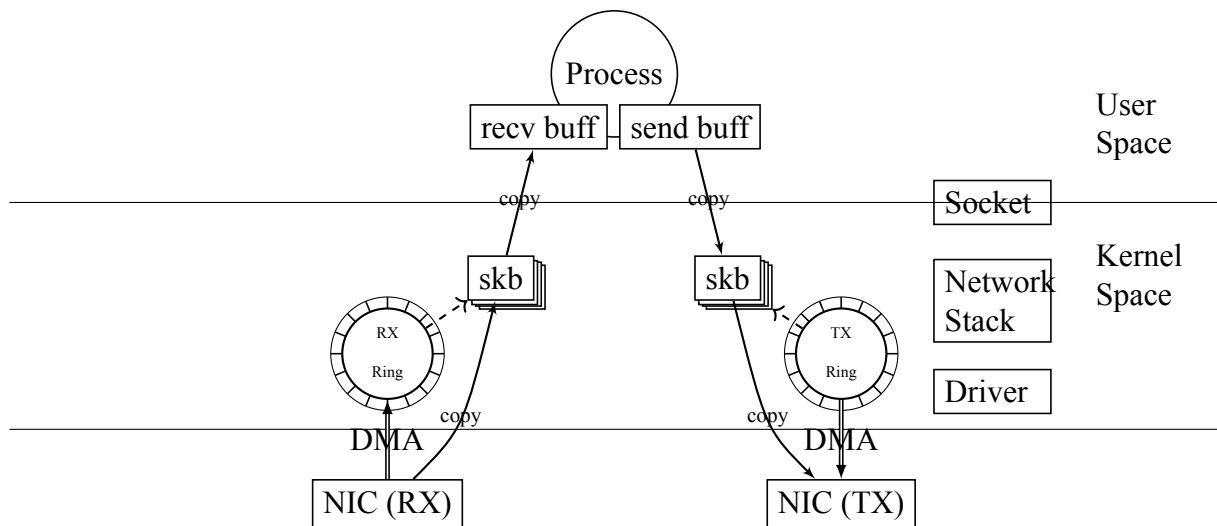 Process
recv buff
send buff
User
Space
copy
copy
Socket
skb
skb
Kernel
Space
Network
Stack
RX
Ring
TX
Ring
Driver
copy
copy
DMA
DMA
NIC (RX)
NIC (TX)